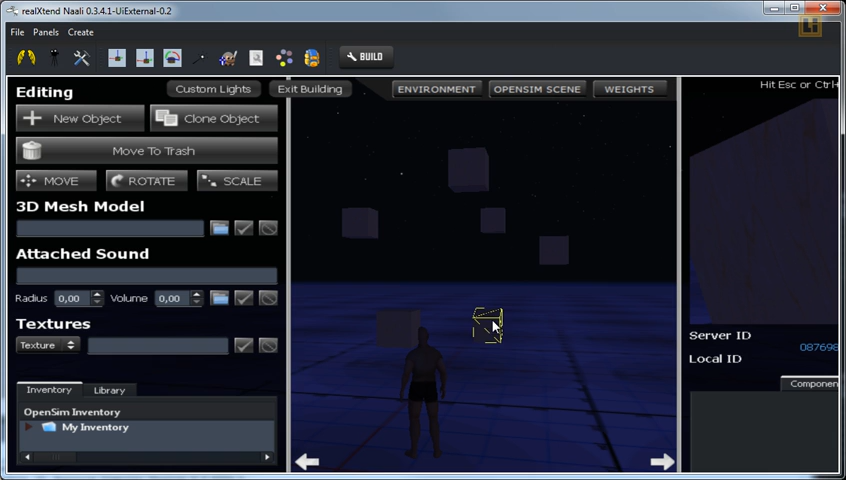 realXtend Naali 0.3.4.1-UiExternal-0.2
File Panels Create
BUILD
Editing
Custom Lights
Exit Building
ENVIRONMENT
OPENSIM SCENE
WEIGHTS
Hit Esc or CtrH
New Object
Clone Object
Move To Trash
MOVE
ROTATE
SCALE
3D Mesh Model
Attached Sound
Radius 0,00 Volume 0,00
Textures
Texture
Inventory
Library
OpenSim Inventory
My Inventory
Server ID
087698
Local ID
Componen